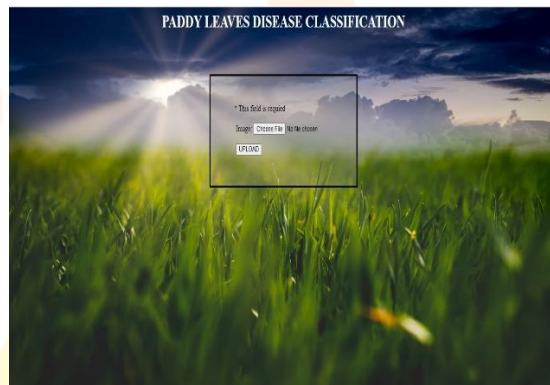 PADDY LEAVES DISEASE CLASSIFICATION
* This field is required
Image: Choose File No file chosen
UPLOAD